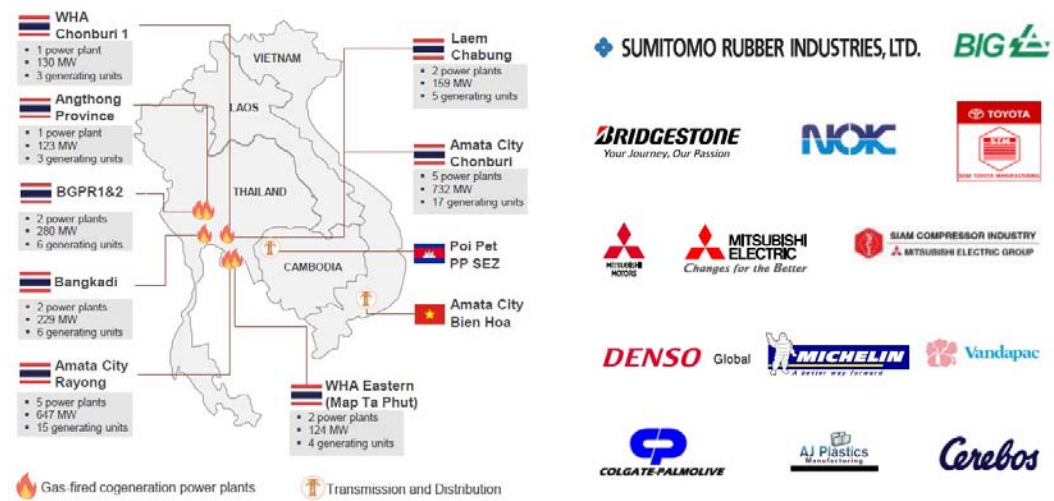 WHA
Chonburi 1
▪ 1 power plant
▪ 130 MW
▪ 3 generating units
Angthong
Province
▪ 1 power plant
▪ 123 MW
▪ 3 generating units
BGPR1&2
▪ 2 power plants
▪ 280 MW
▪ 6 generating units
Bangkadi
▪ 2 power plants
▪ 229 MW
▪ 6 generating units
Amata City
Rayong
▪ 5 power plants
▪ 647 MW
▪ 15 generating units
VIETNAM
LAOS
THAILAND
CAMBODIA
Laem
Chabung
▪ 2 power plants
▪ 159 MW
▪ 5 generating units
Amata City
Chonburi
▪ 5 power plants
▪ 732 MW
▪ 17 generating units
Poi Pet
PP SEZ
Amata City
Bien Hoa
WHA Eastern
(Map Ta Phut)
▪ 2 power plants
▪ 124 MW
▪ 4 generating units
Gas-fired cogeneration power plants
Transmission and Distribution
SUMITOMO RUBBER INDUSTRIES, LTD.
BIG
BRIDGESTONE
Your Journey, Our Passion
NOK
TOYOTA
STM
SIAM TOYOTA MANUFACTURING
MITSUBISHI
MOTORS
MITSUBISHI
ELECTRIC
Changes for the Better
SIAM COMPRESSOR INDUSTRY
MITSUBISHI ELECTRIC GROUP
DENSO
Global
MICHELIN
A better way forward
Vandapac
CP
COLGATE-PALMOLIVE
AJ Plastics
Manufacturing
Cerebos